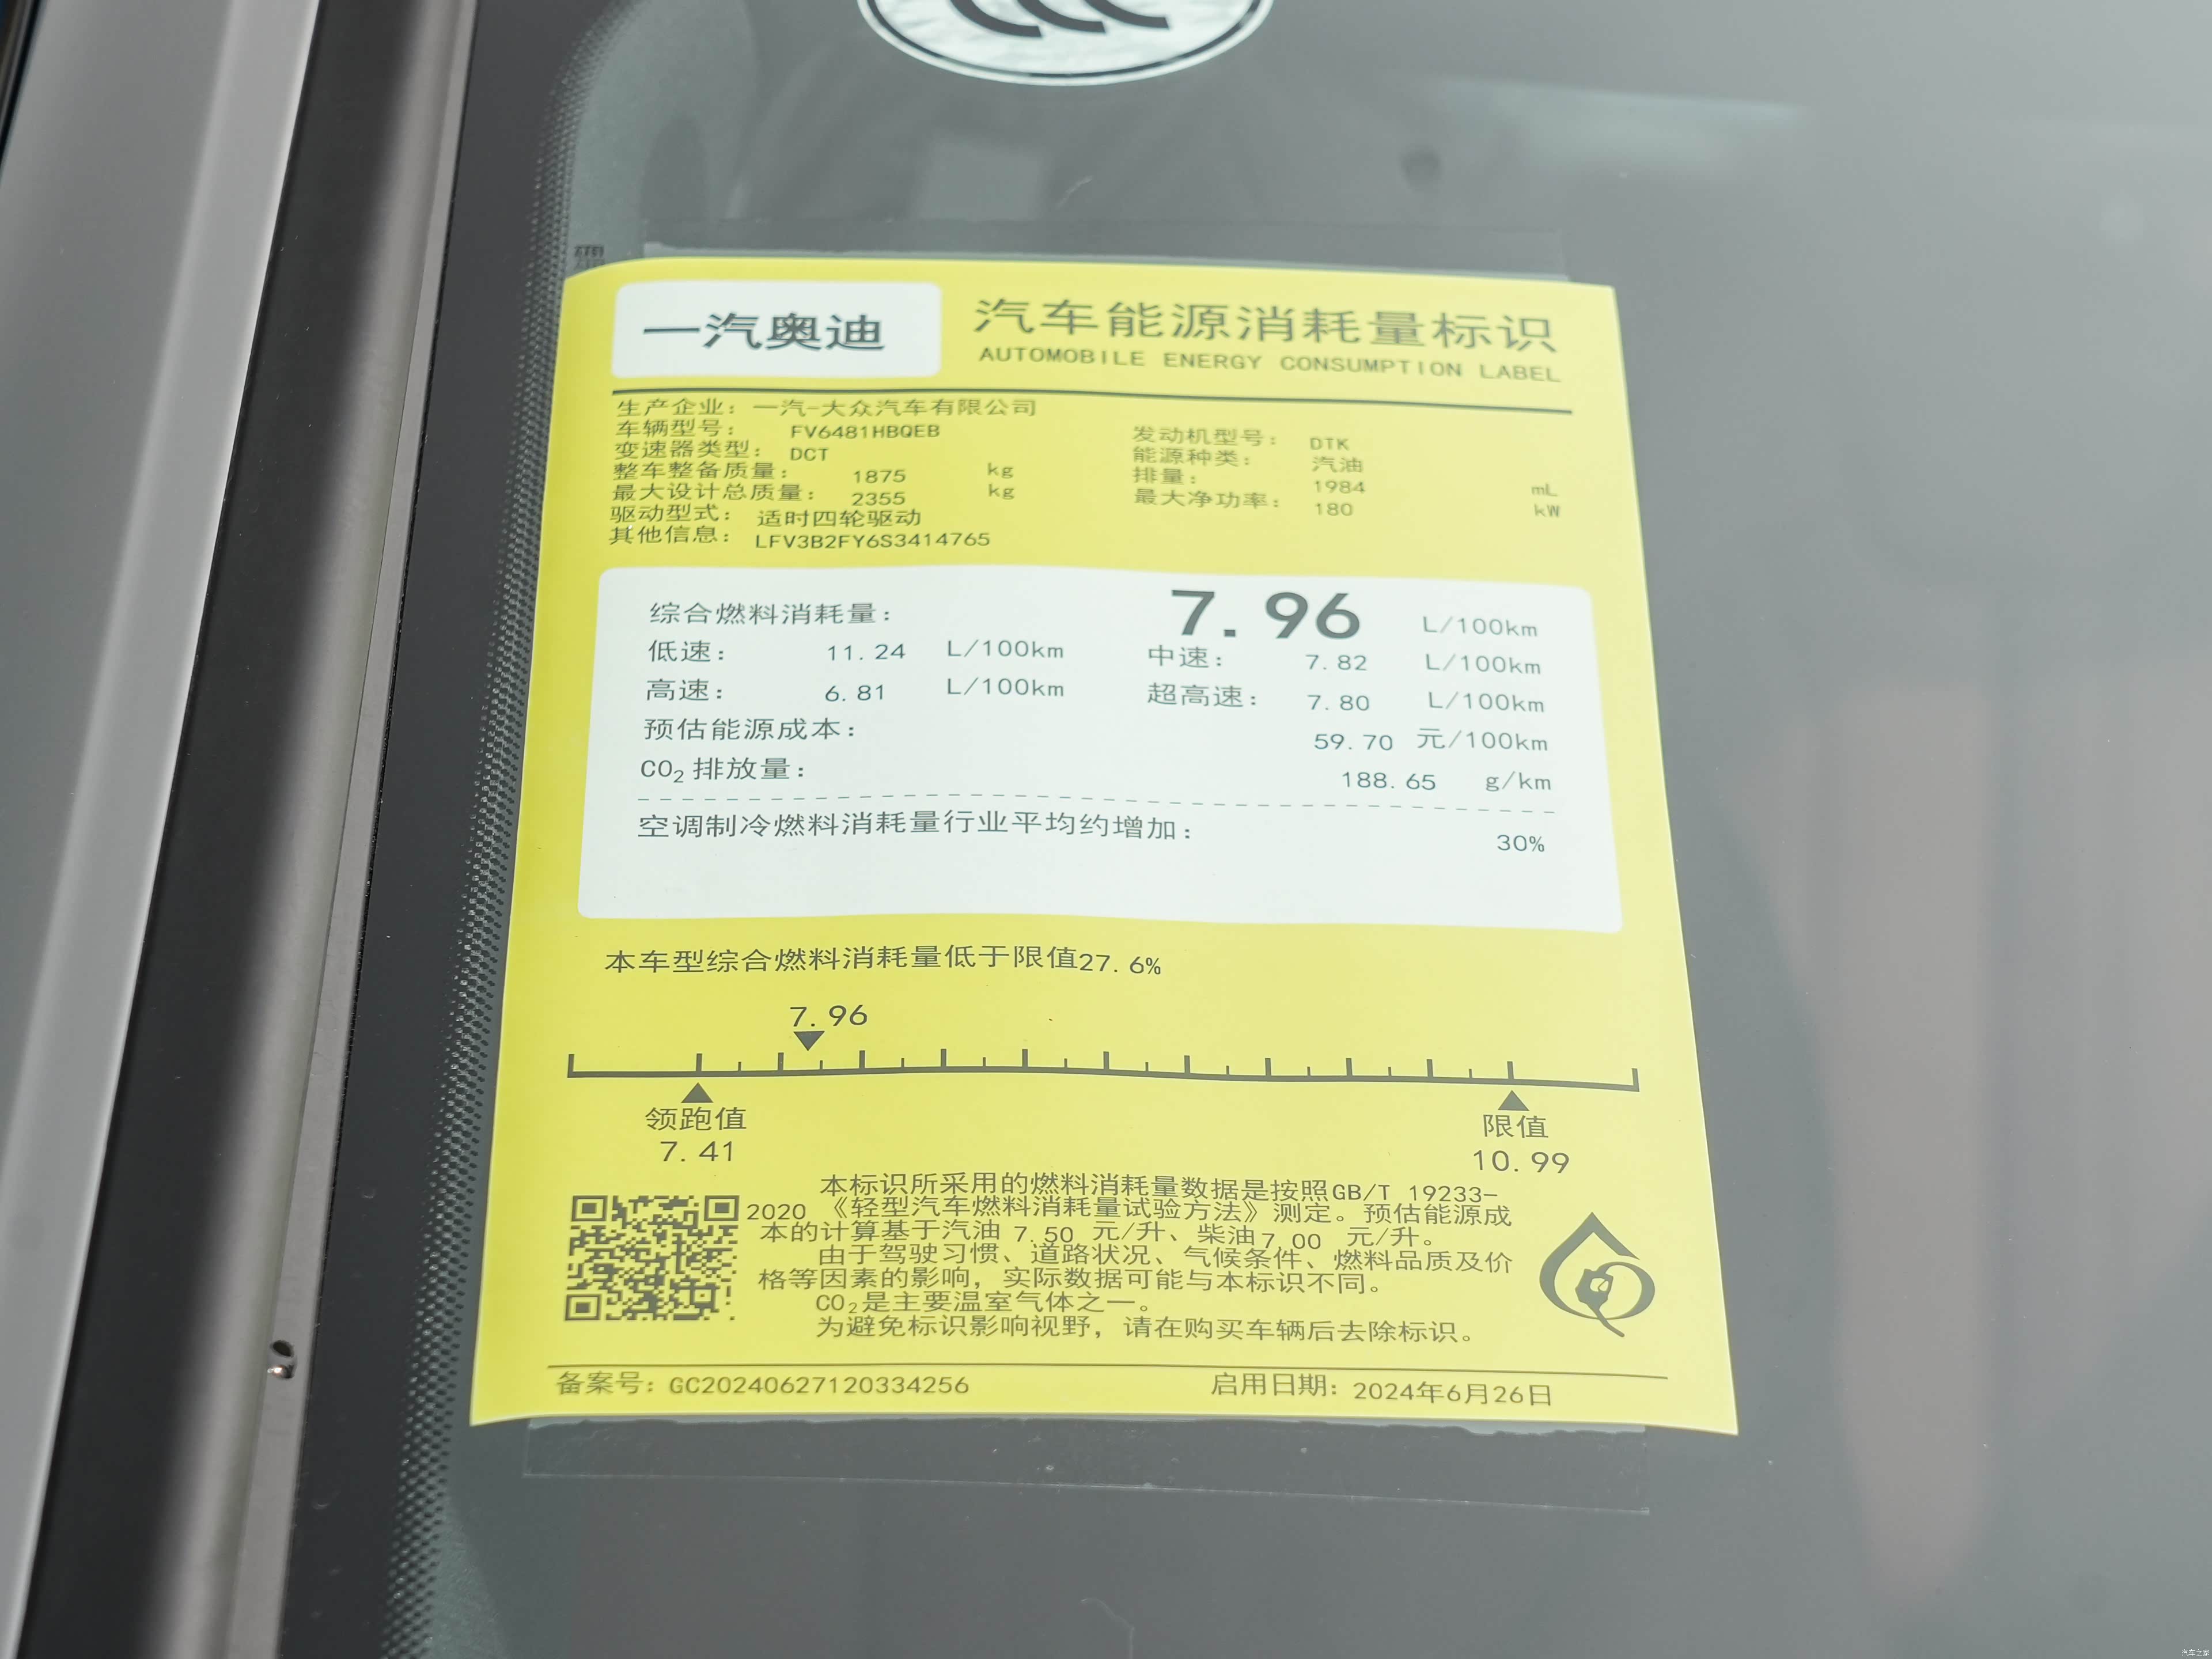 一汽奥迪
汽车能源消耗量标识
AUTOMOBILE ENERGY CONSUMPTION LABEL
生产企业：一汽-大众汽车有限公司
车辆型号： FV6481HBQEB
变速器类型： DCT
整车整备质量： 1875 kg
最大设计总质量： 2355 kg
驱动型式： 适时四轮驱动
其他信息： LFV3B2FY6S3414765
发动机型号： DTK
能源种类： 汽油
排量： 1984 mL
最大净功率： 180 kW
综合燃料消耗量： 7.96 L/100km
低速： 11.24 L/100km 中速： 7.82 L/100km
高速： 6.81 L/100km 超高速： 7.80 L/100km
预估能源成本： 59.70 元/100km
CO₂排放量： 188.65 g/km
空调制冷燃料消耗量行业平均约增加： 30%
本车型综合燃料消耗量低于限值27.6%
7.96
领跑值 限值
7.41 10.99
本标识所采用的燃料消耗量数据是按照GB/T 19233-
2020 《轻型汽车燃料消耗量试验方法》测定。预估能源成
本的计算基于汽油 7.50 元/升、柴油7.00 元/升。
由于驾驶习惯、道路状况、气候条件、燃料品质及价
格等因素的影响，实际数据可能与本标识不同。
CO₂是主要温室气体之一。
为避免标识影响视野，请在购买车辆后去除标识。
备案号：GC20240627120334256 启用日期：2024年6月26日
汽车之家